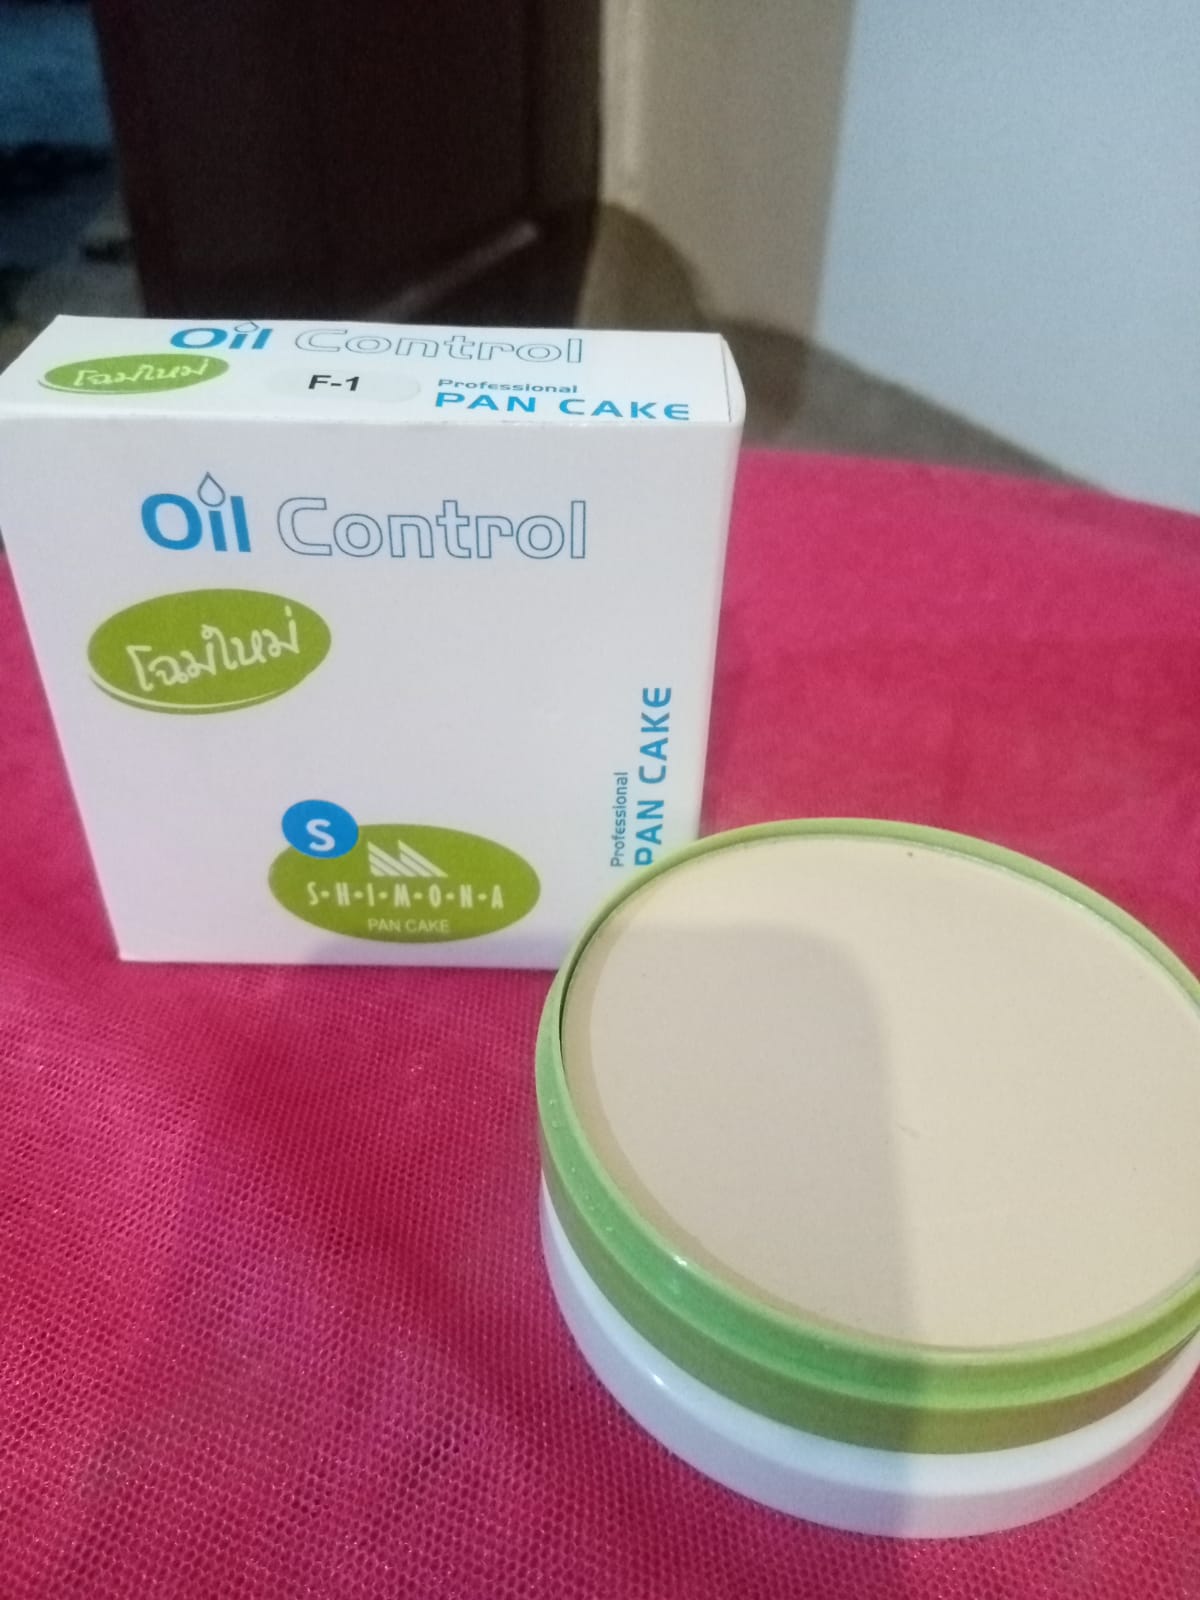 Oil Control
โฉมใหม่
F-1
Professional
PAN CAKE
Oil Control
โฉมใหม่
Professional
PAN CAKE
S
S·H·I·M·O·N·A
PAN CAKE